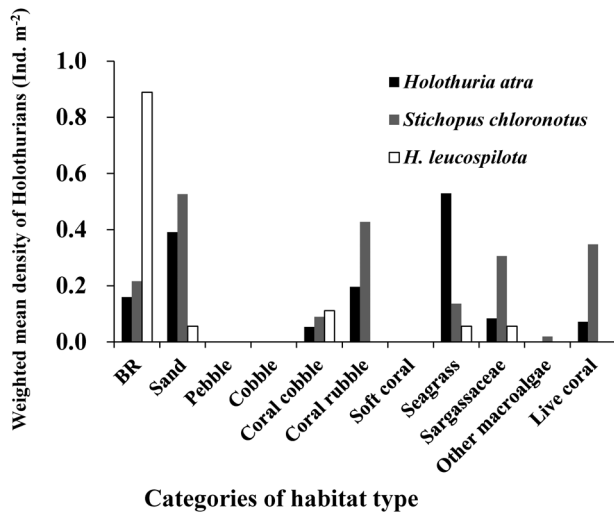 Weighted mean density of Holothurians (Ind. m-2)
1.0
0.8
0.6
0.4
0.2
0.0
Holothuria atra
Stichopus chloronotus
H. leucospilota
BR
Sand
Pebble
Cobble
Coral cobble
Coral rubble
Soft coral
Seagrass
Sargassaceae
Other macroalgae
Live coral
Categories of habitat type